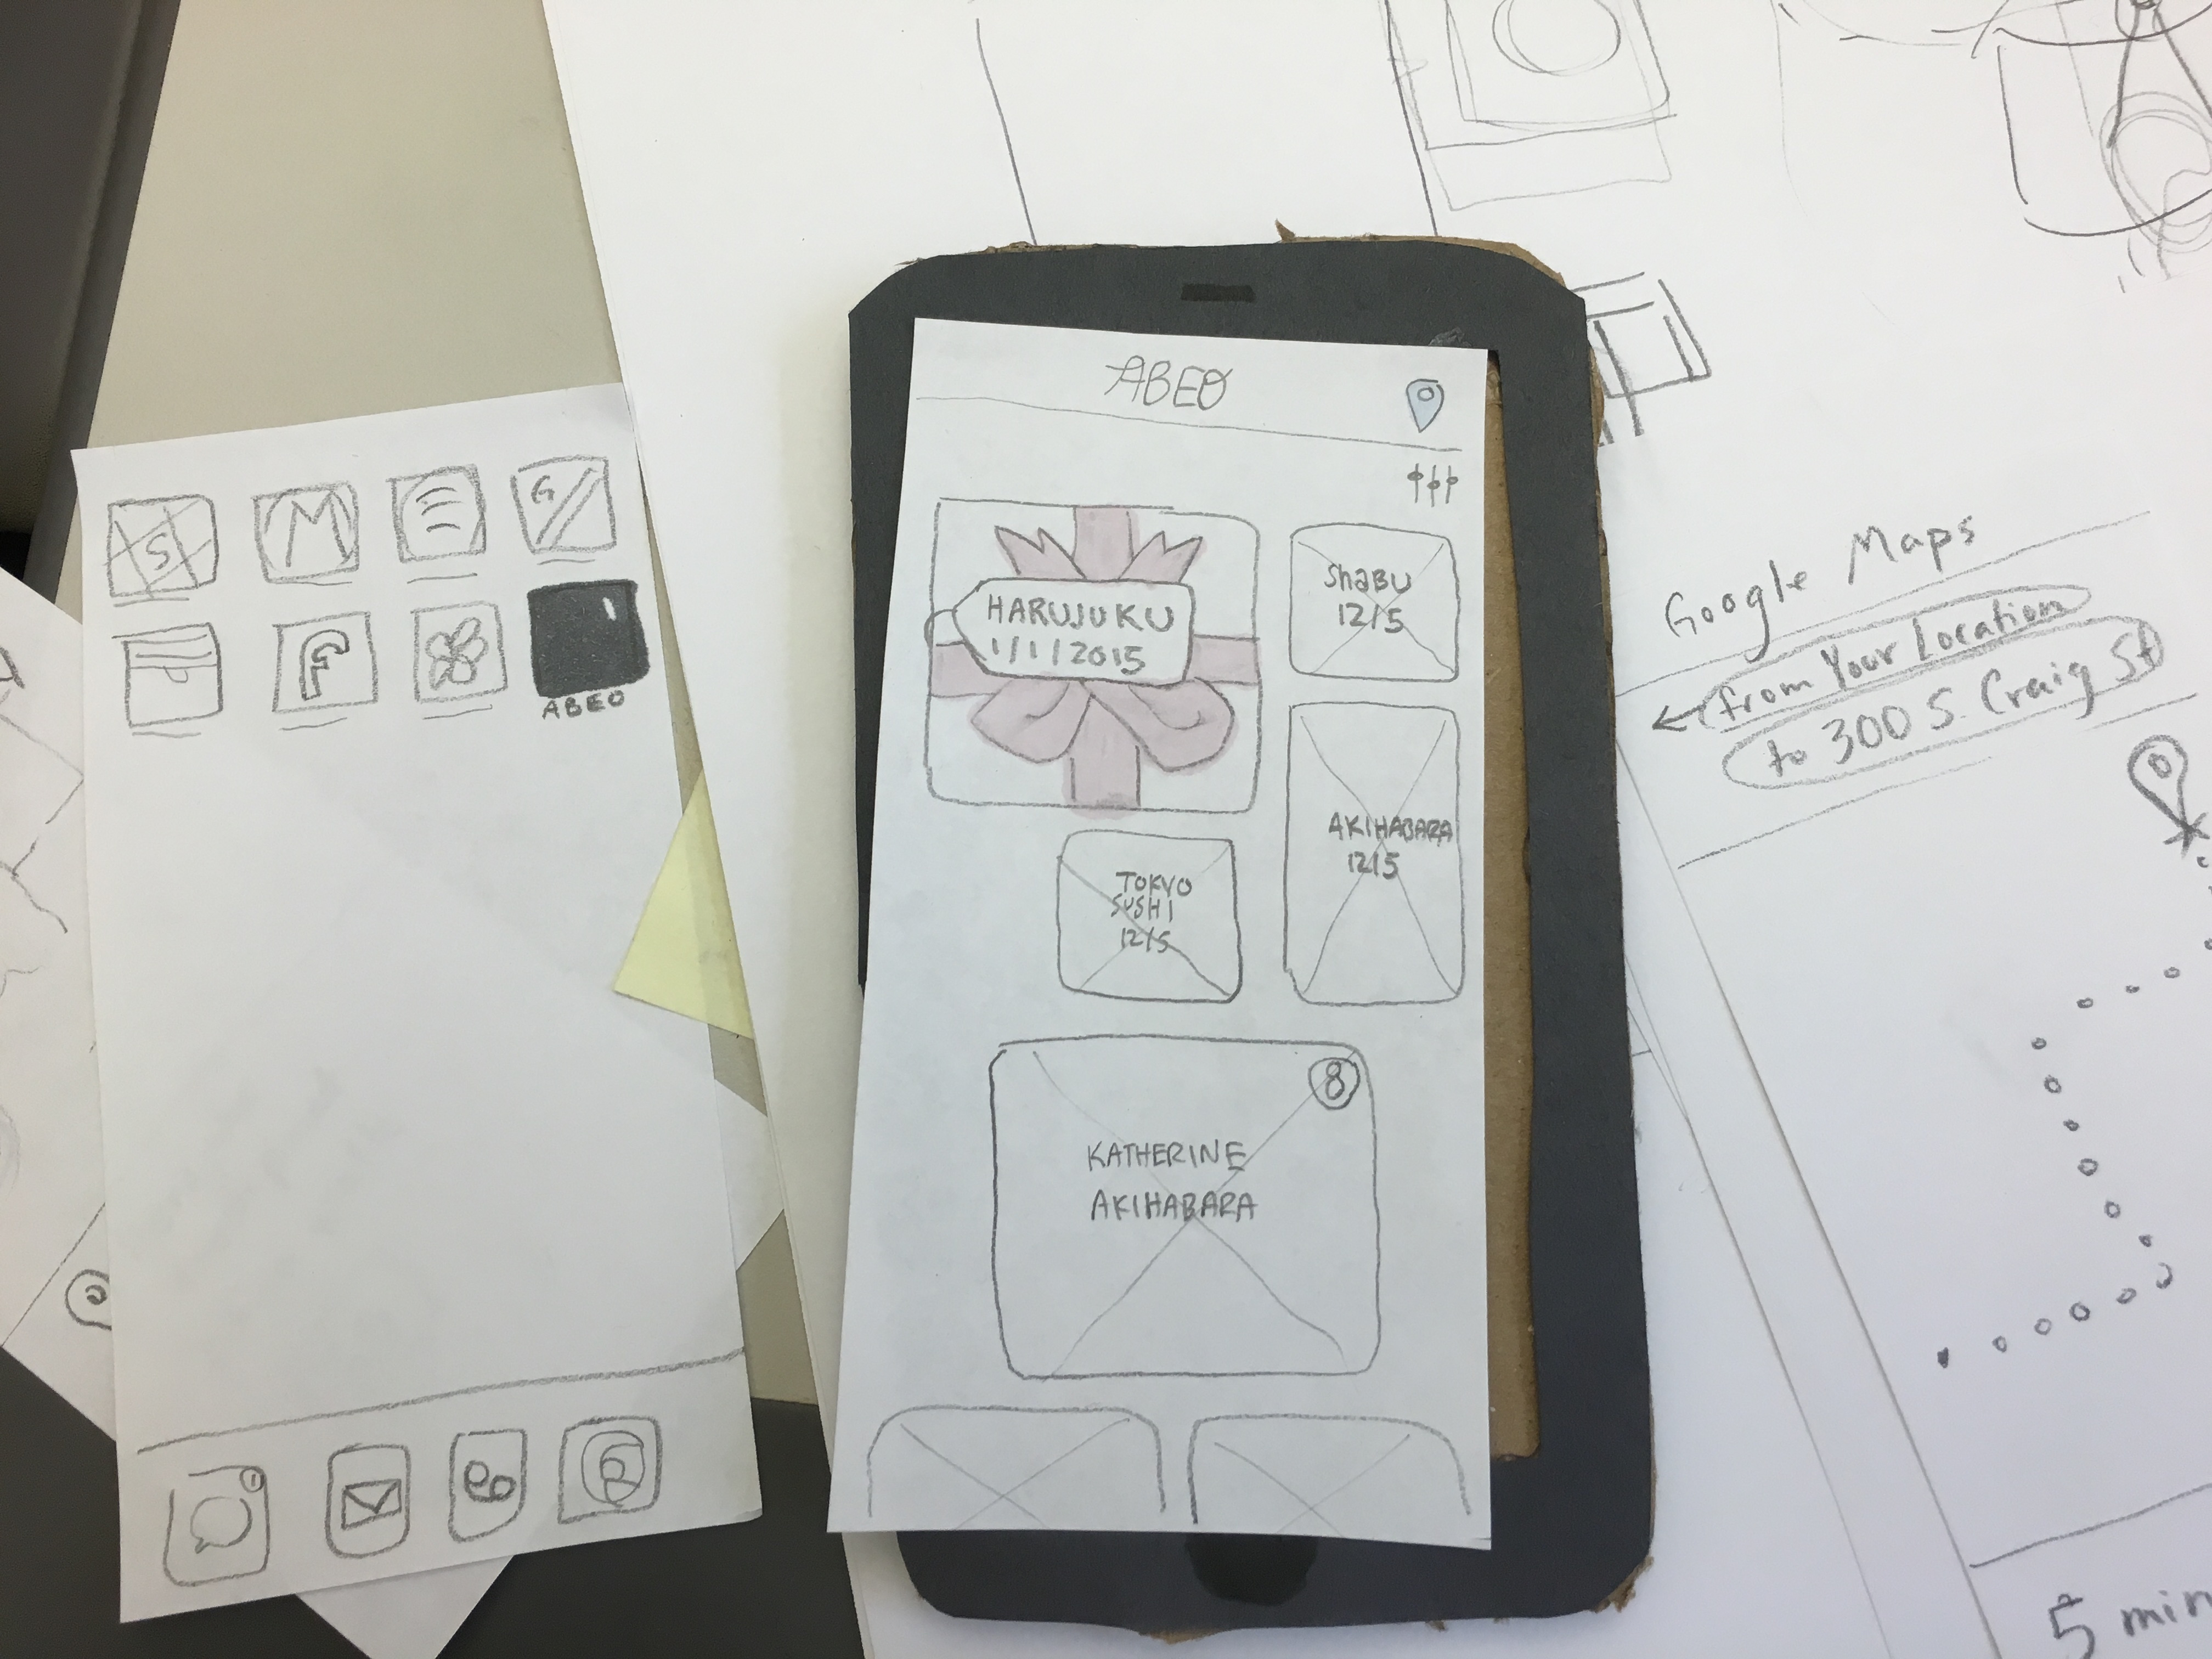 S
M
G
F
ABEO
ABEO
HARUJUKU
1/1/2015
ShABU
12/5
AKIHABARA
12/5
TOKYO
SUSHI
12/5
8
KATHERINE
AKIHABARA
Google Maps
from Your Location
to 300 S. Craig St
5 min